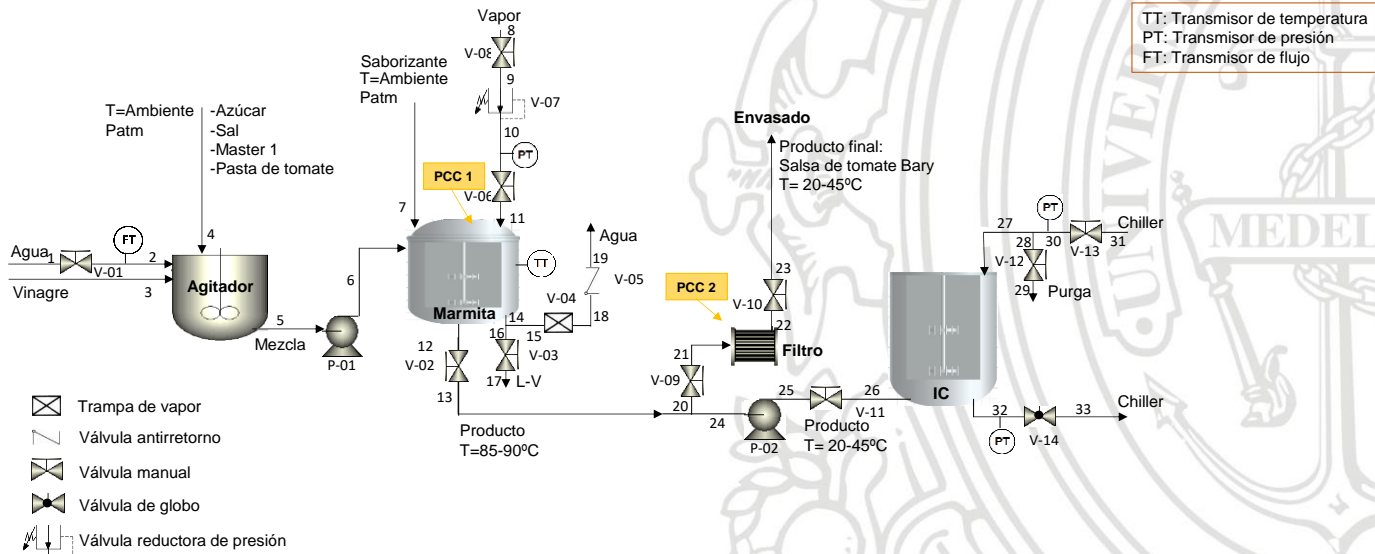 TT: Transmisor de temperatura
PT: Transmisor de presión
FT: Transmisor de flujo
Vapor
8
V-08
9
V-07
10
PT
V-06
11
Saborizante
T=Ambiente
Patm
7
PCC 1
T=Ambiente
Patm
-Azúcar
-Sal
-Master 1
-Pasta de tomate
4
Agua
1
V-01
FT
2
Vinagre
3
Agitador
5
Mezcla
P-01
6
Marmita
TT
Agua
19
V-05
V-04
18
14
15
16
V-03
17
L-V
12
V-02
13
Producto
T=85-90ºC
20
V-09
21
PCC 2
Filtro
22
V-10
23
Envasado
Producto final:
Salsa de tomate Bary
T= 20-45ºC
24
P-02
25
V-11
26
Producto
T= 20-45ºC
IC
27
28
V-12
29
Purga
PT
30
V-13
Chiller
31
32
PT
V-14
33
Chiller
Trampa de vapor
Válvula antirretorno
Válvula manual
Válvula de globo
Válvula reductora de presión
UNIVER
MEDEL